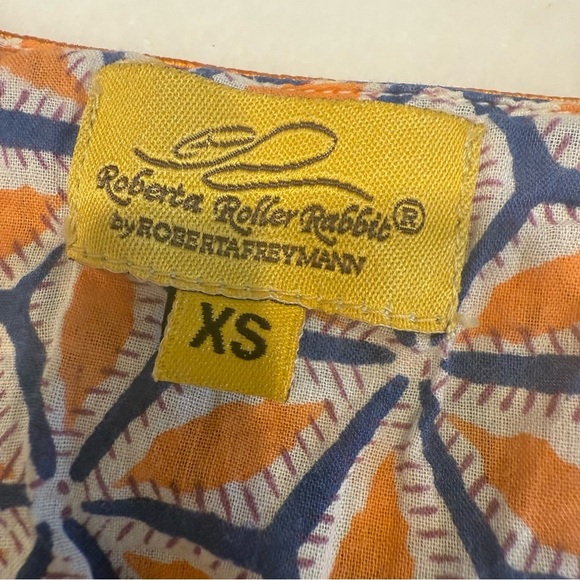 Roberta Roller Rabbit®
by ROBERTAFREYMANN
XS